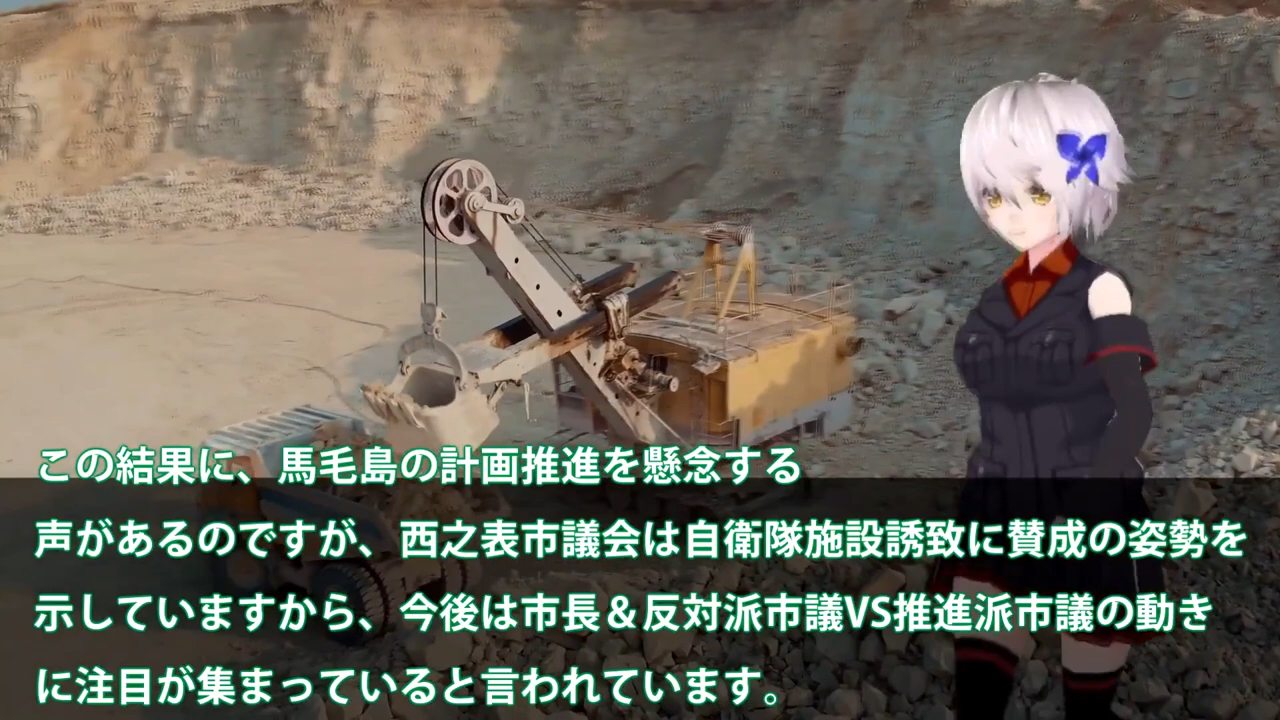 この結果に、馬毛島の計画推進を懸念する
声があるのですが、西之表市議会は自衛隊施設誘致に賛成の姿勢を
示していますから、今後は市長＆反対派市議VS推進派市議の動き
に注目が集まっていると言われています。